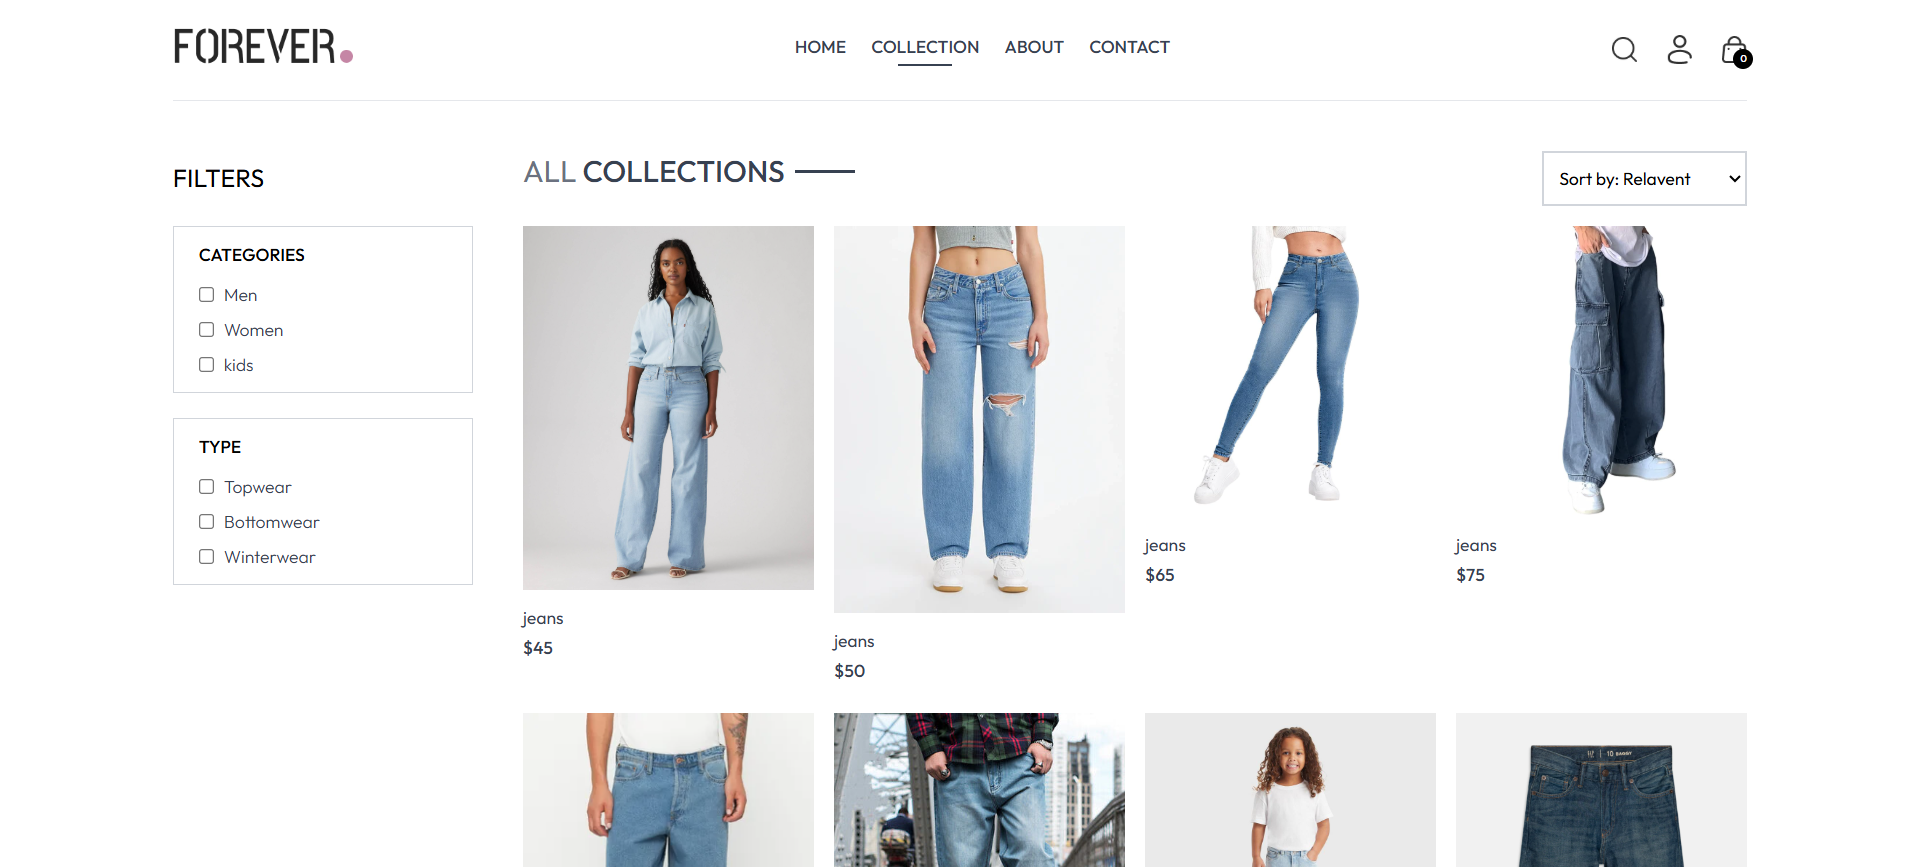 FOREVER.
HOME COLLECTION ABOUT CONTACT
0
FILTERS
ALL COLLECTIONS
Sort by: Relavent
CATEGORIES
Men
Women
kids
TYPE
Topwear
Bottomwear
Winterwear
jeans
$45
jeans
$50
jeans
$65
jeans
$75